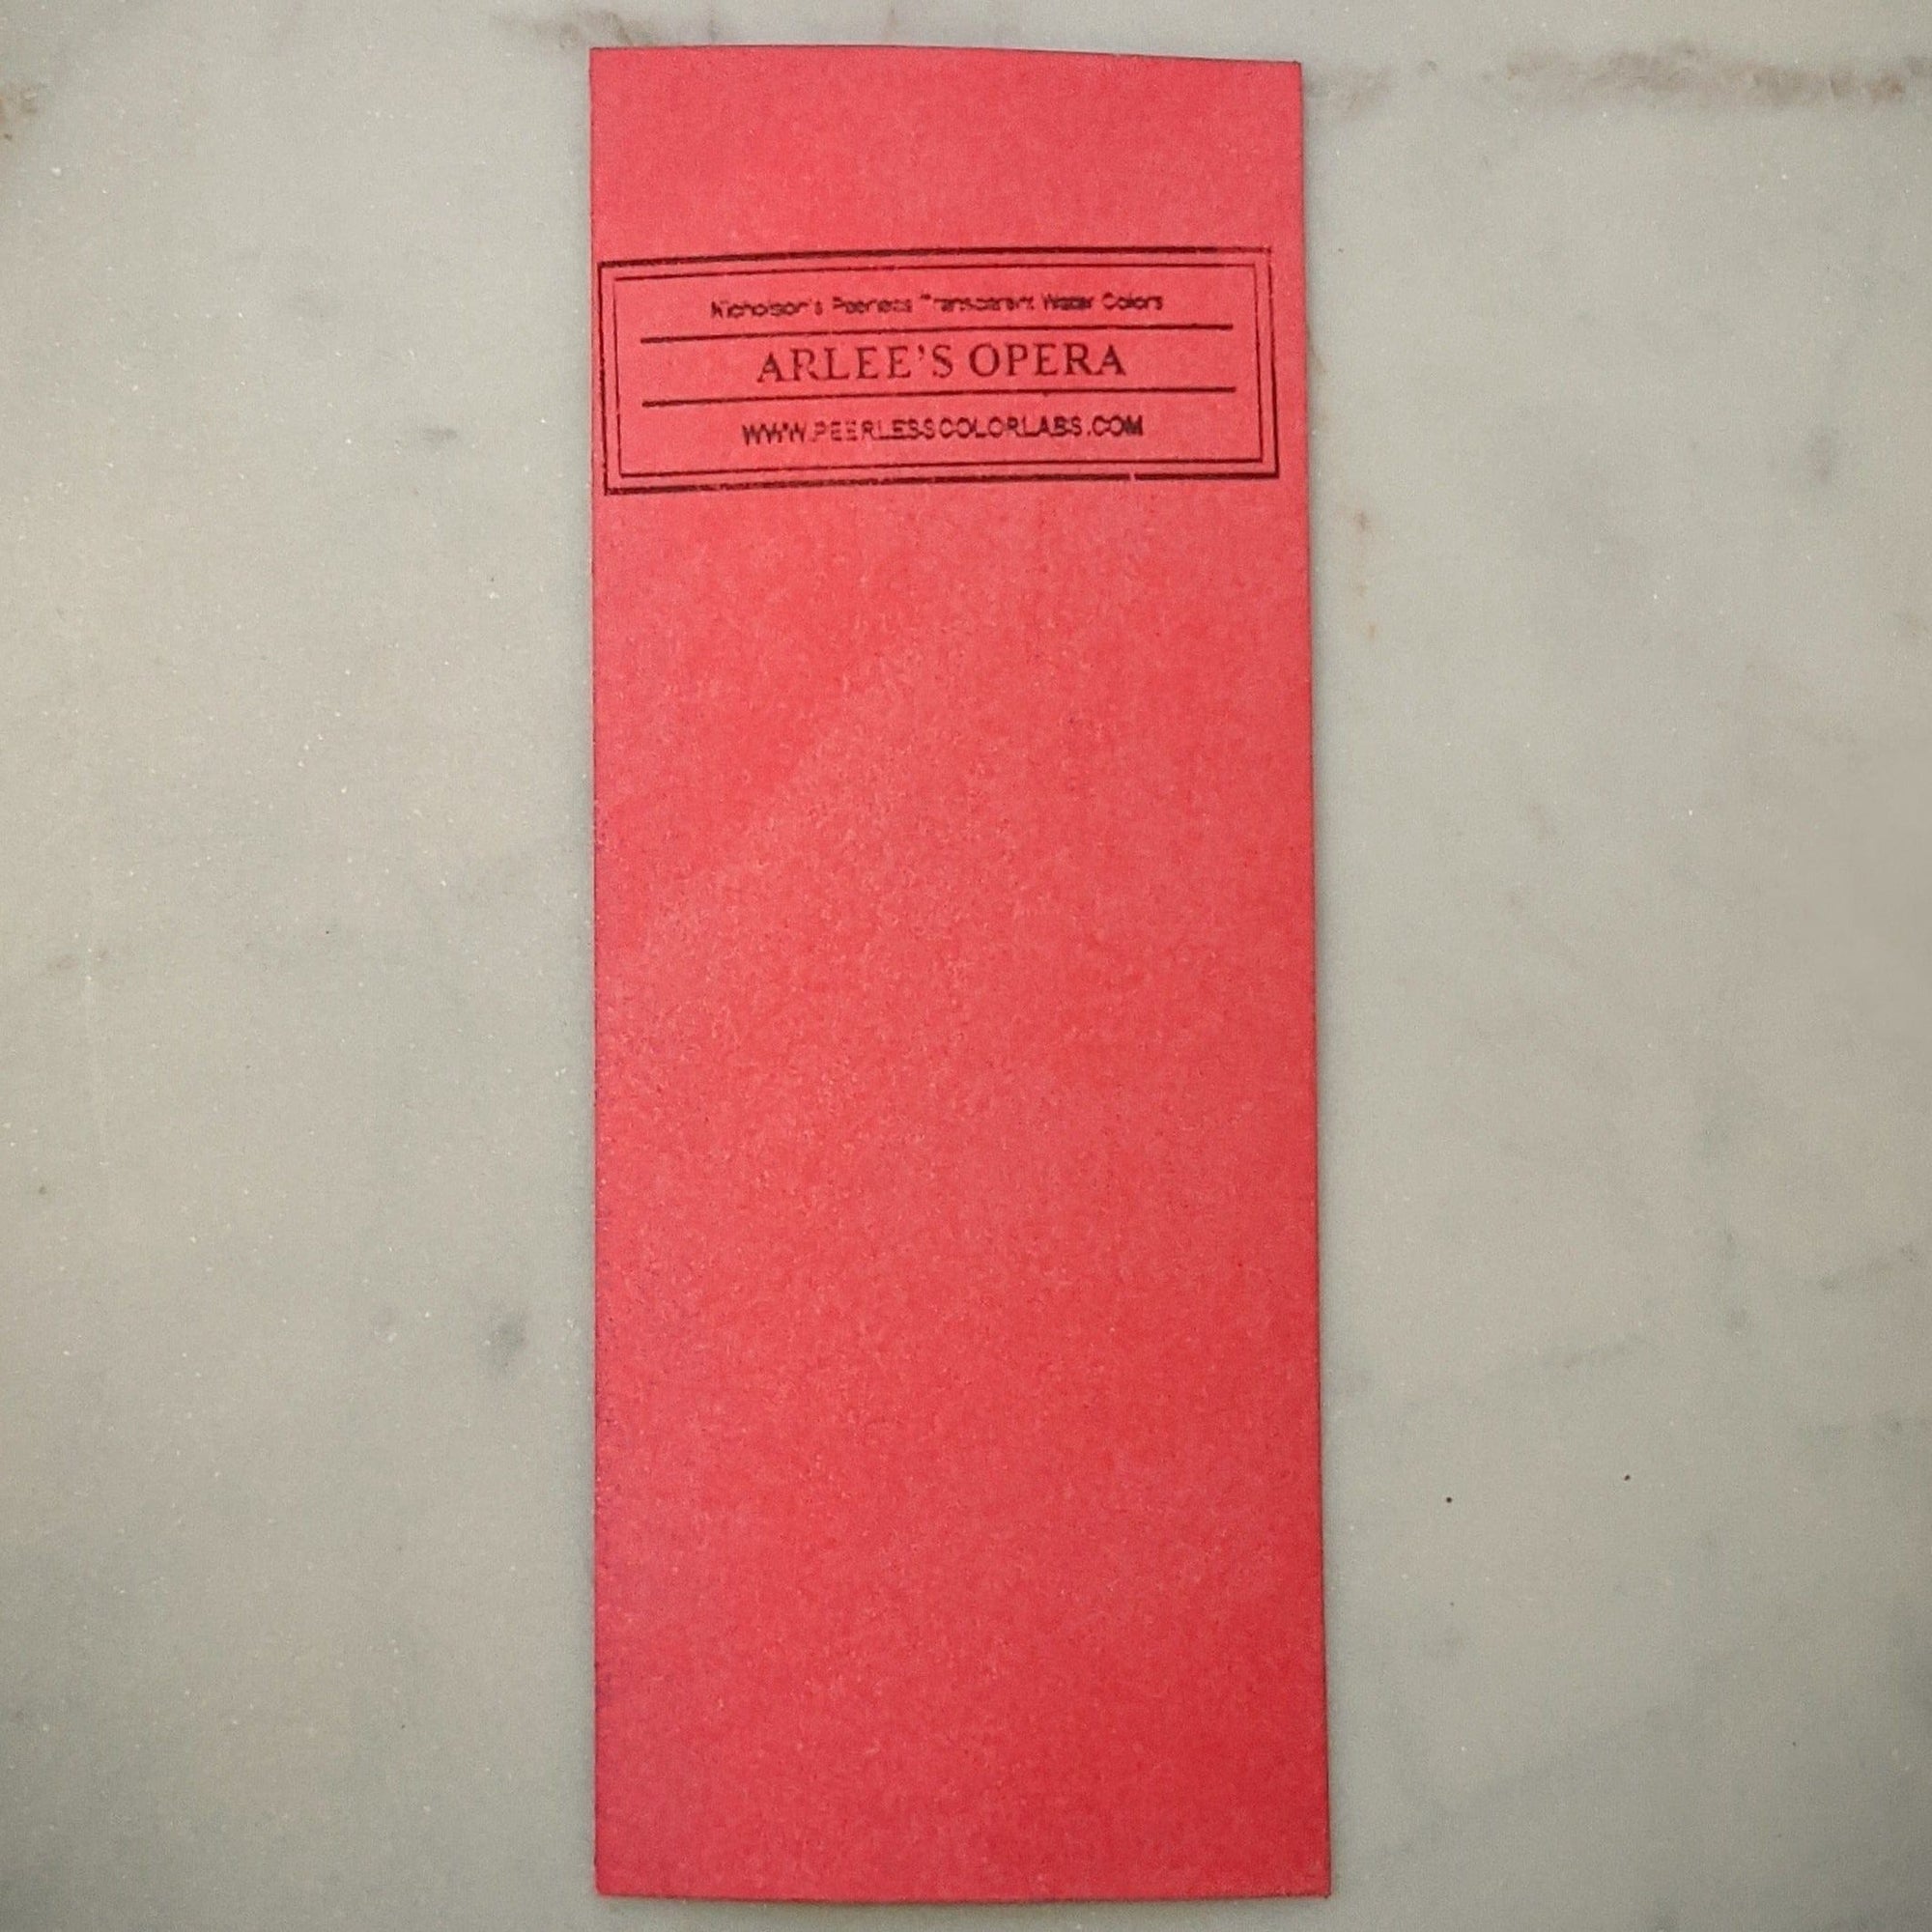 Nicholson's Peerless Transparent Water Colors
ARLEE'S OPERA
WWW.PEERLESSCOLORLABS.COM